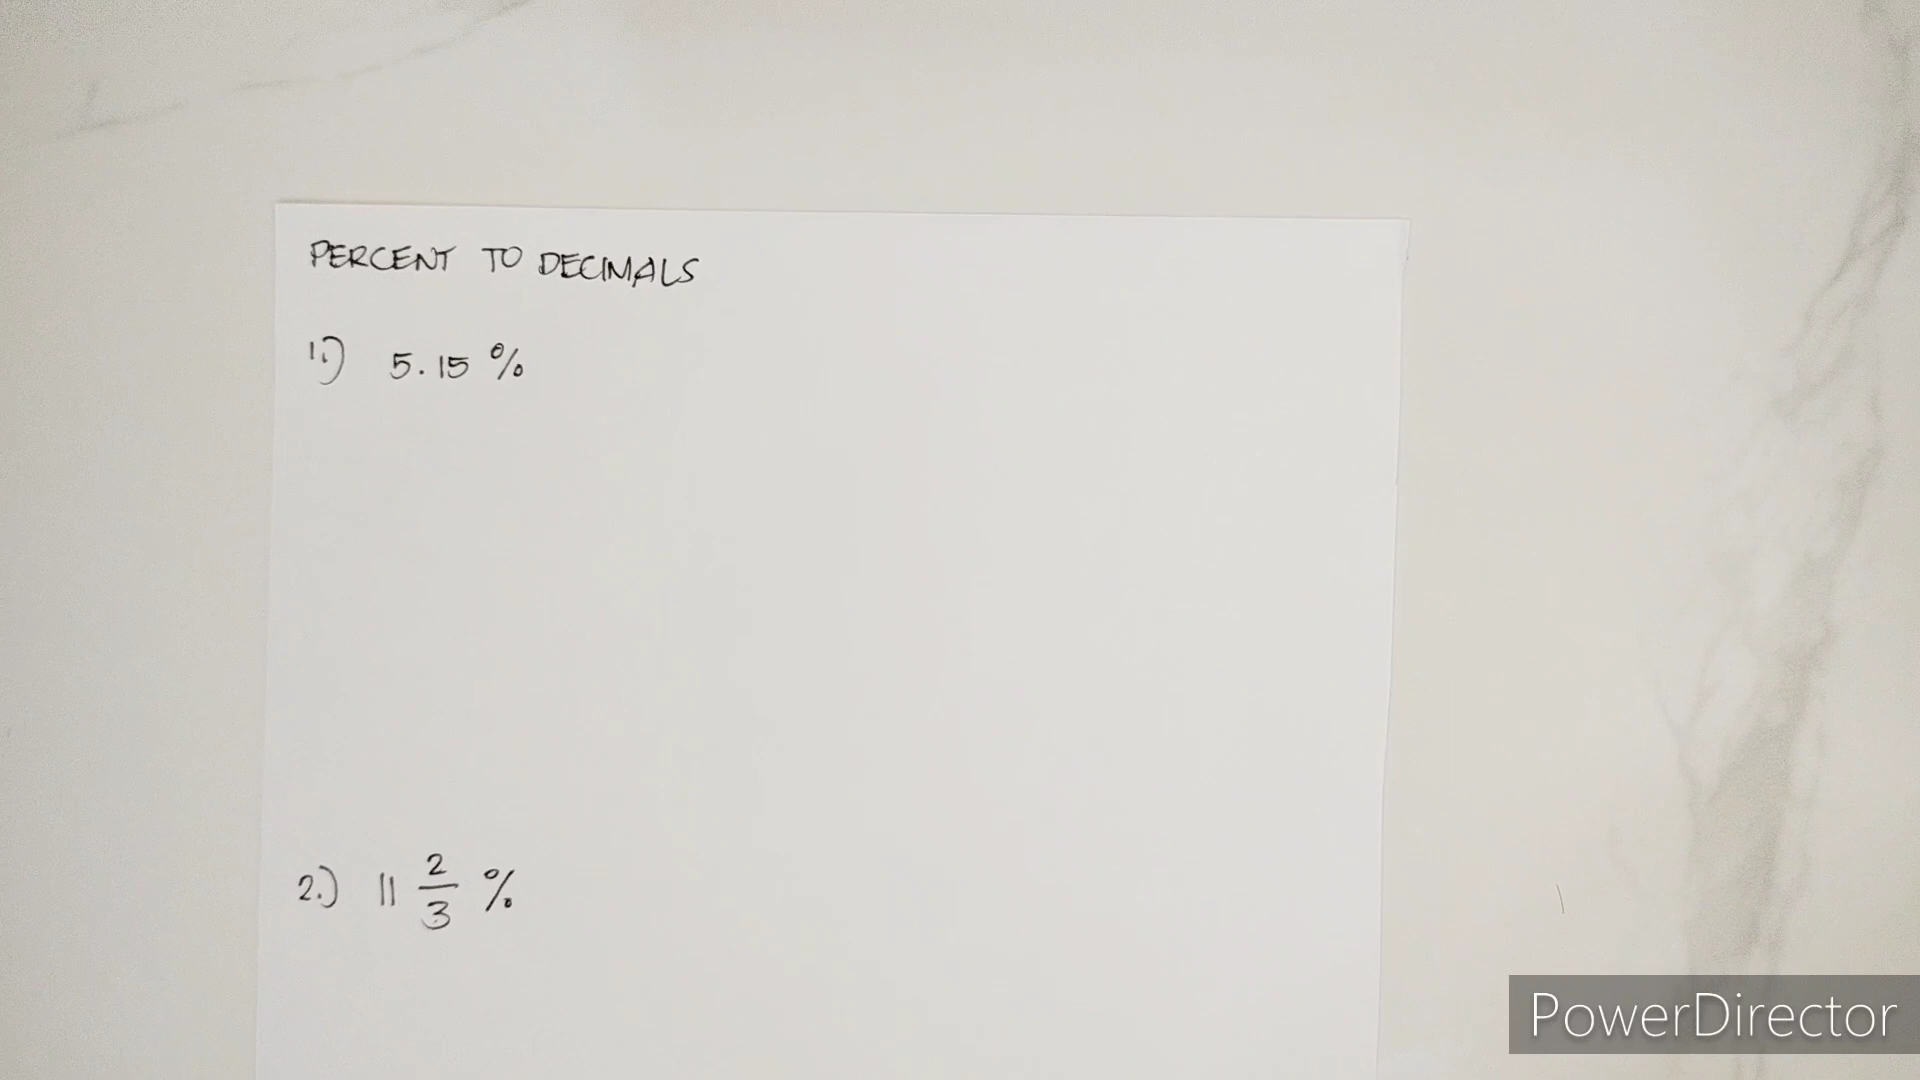 PERCENT TO DECIMALS
1.) 5.15 %
2.) 11 2/3 %
PowerDirector